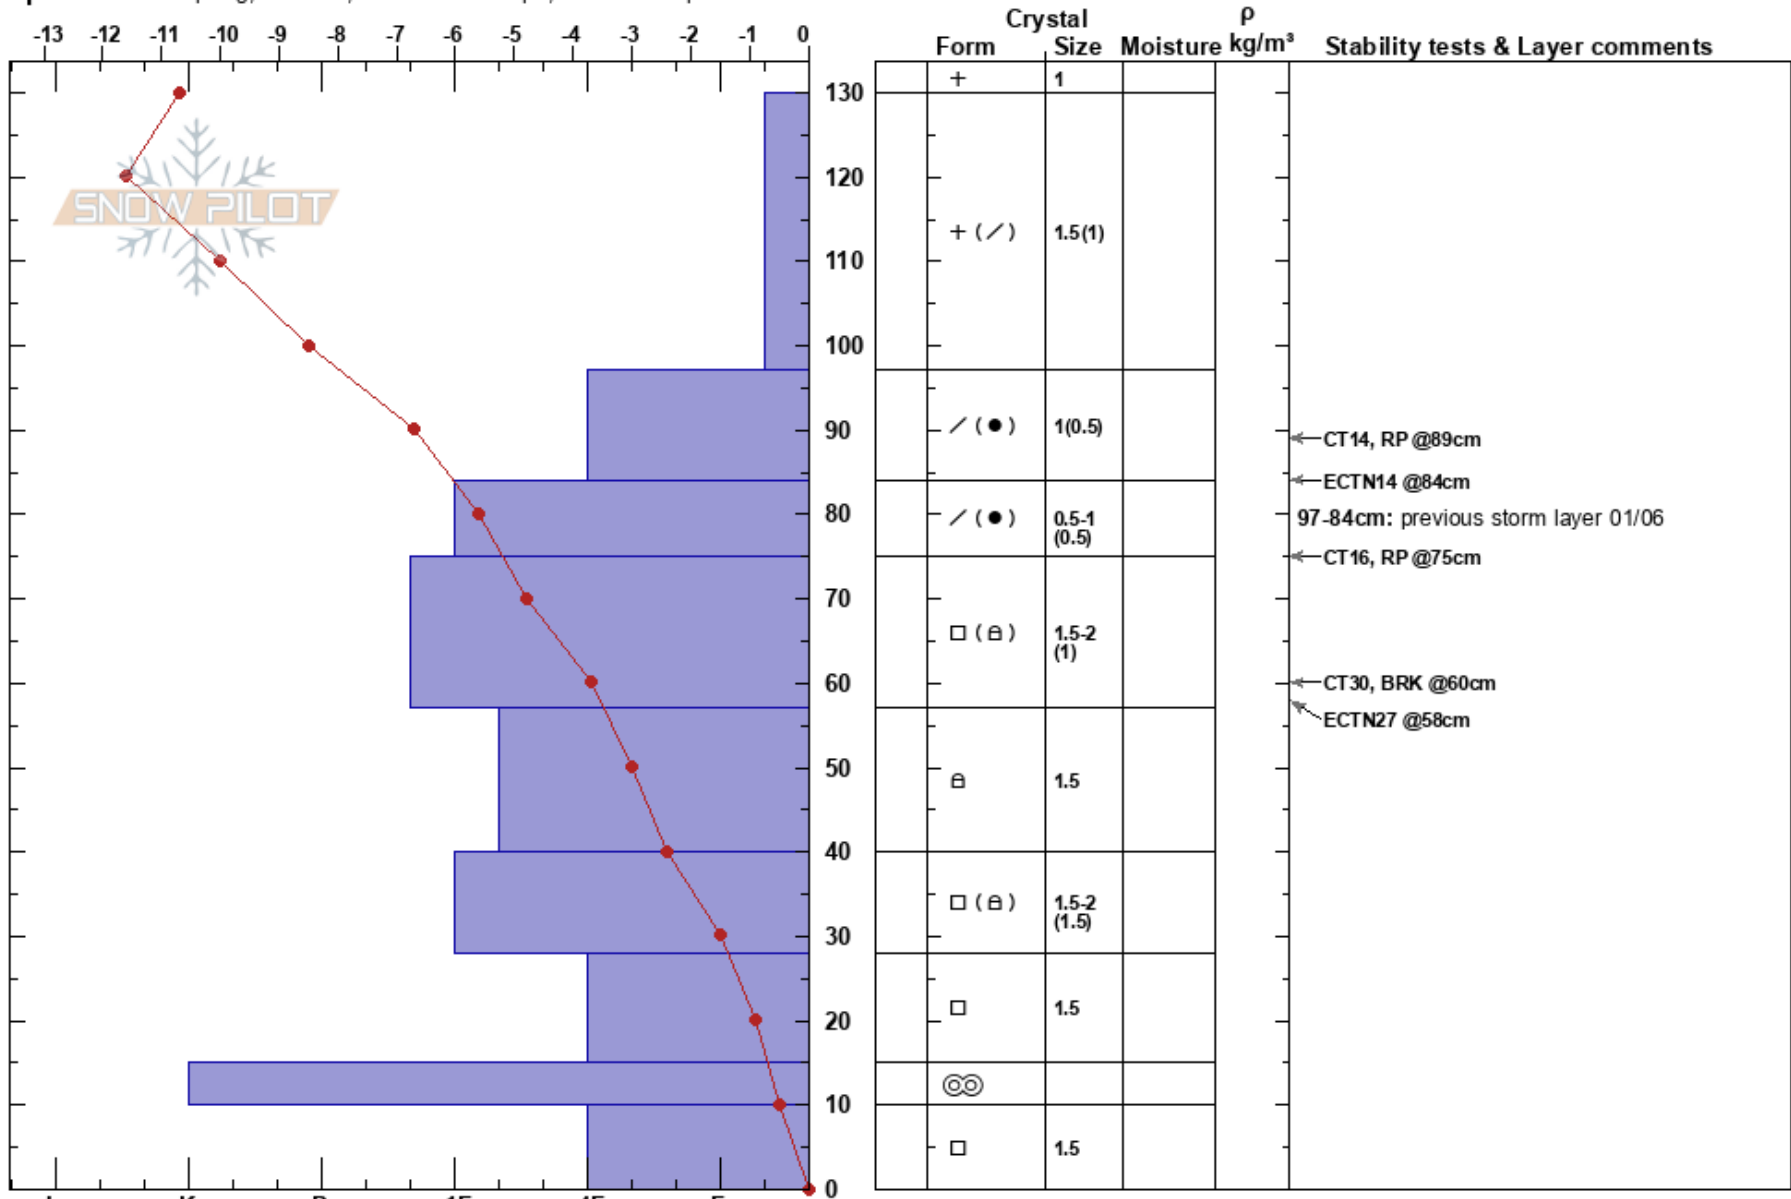 -13 -12 -11 -10 -9 -8 -7 -6 -5 -4 -3 -2 -1 0
Crystal
ρ
Form Size Moisture kg/m³ Stability tests & Layer comments
+ 1
130
SNOW PILOT
120
+ (/) 1.5(1)
110
100
90
/ (●) 1(0.5)
CT14, RP @89cm
ECTN14 @84cm
80
/ (●) 0.5-1
(0.5)
97-84cm: previous storm layer 01/06
CT16, RP @75cm
70
1.5-2
(1)
60
CT30, BRK @60cm
ECTN27 @58cm
50
1.5
40
1.5-2
(1.5)
30
20
1.5
10
1.5
0